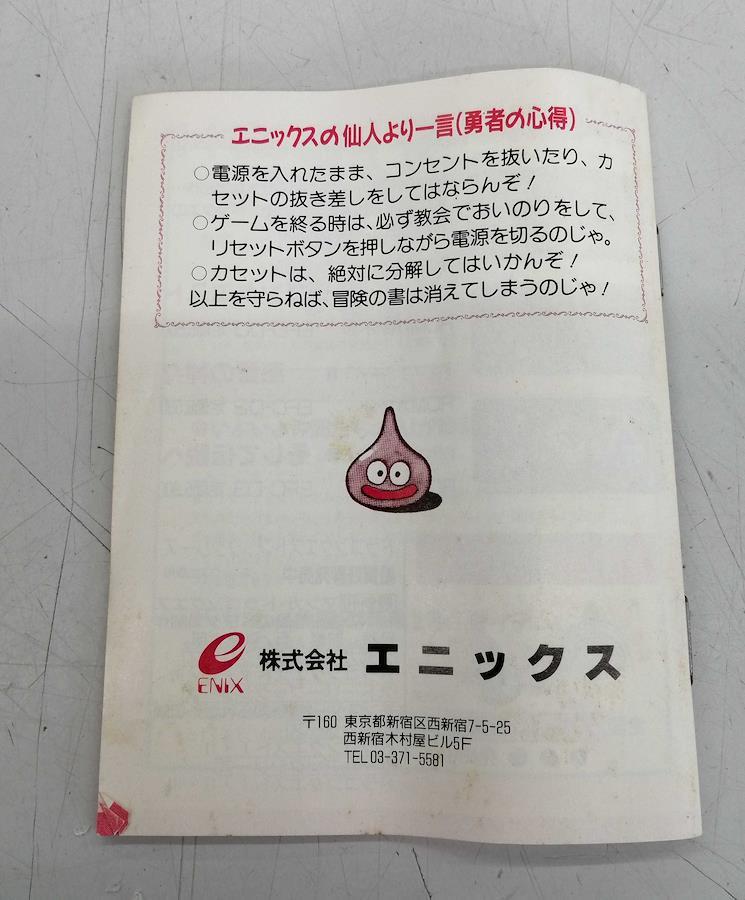 エニックスの仙人より一言(勇者の心得)
○電源を入れたまま、コンセントを抜いたり、カ
セットの抜き差しをしてはならんぞ!
○ゲームを終る時は、必ず教会でおいのりをして、
リセットボタンを押しながら電源を切るのじゃ。
○カセットは、絶対に分解してはいかんぞ!
以上を守らねば、冒険の書は消えてしまうのじゃ!
ENIX 株式会社 エニックス
〒160 東京都新宿区西新宿7-5-25
西新宿木村屋ビル5F
TEL 03-371-5581